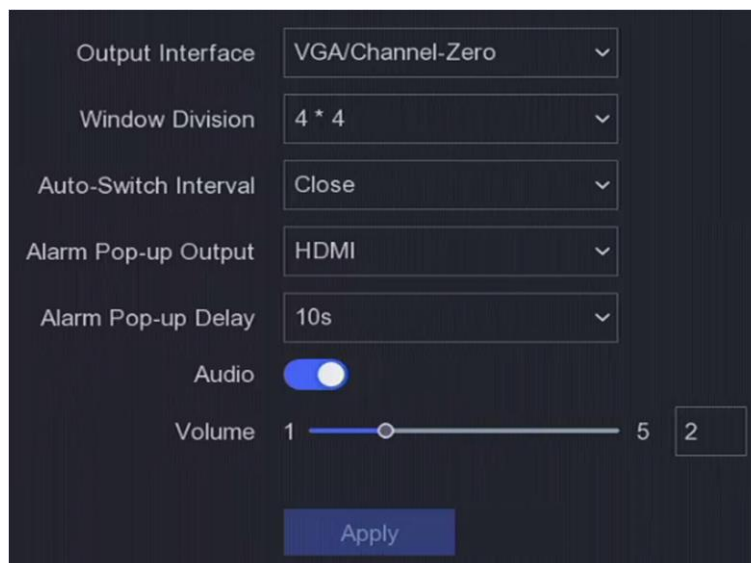 Output Interface VGA/Channel-Zero
Window Division 4 * 4
Auto-Switch Interval Close
Alarm Pop-up Output HDMI
Alarm Pop-up Delay 10s
Audio
Volume 1 5 2
Apply